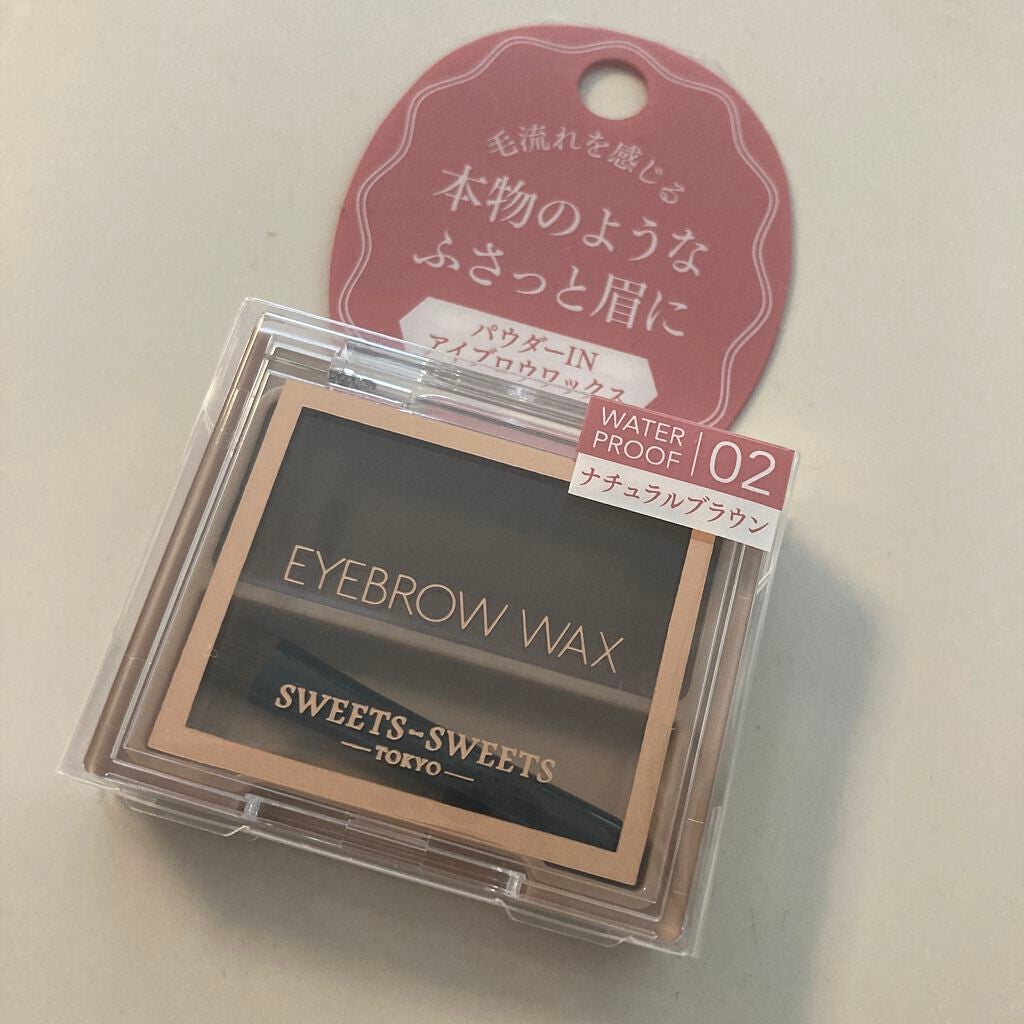 毛流れを感じる
本物のような
ふさっと眉に
パウダーIN
アイブロウワックス
WATER
PROOF
02
ナチュラルブラウン
EYEBROW WAX
SWEETS-SWEETS
TOKYO